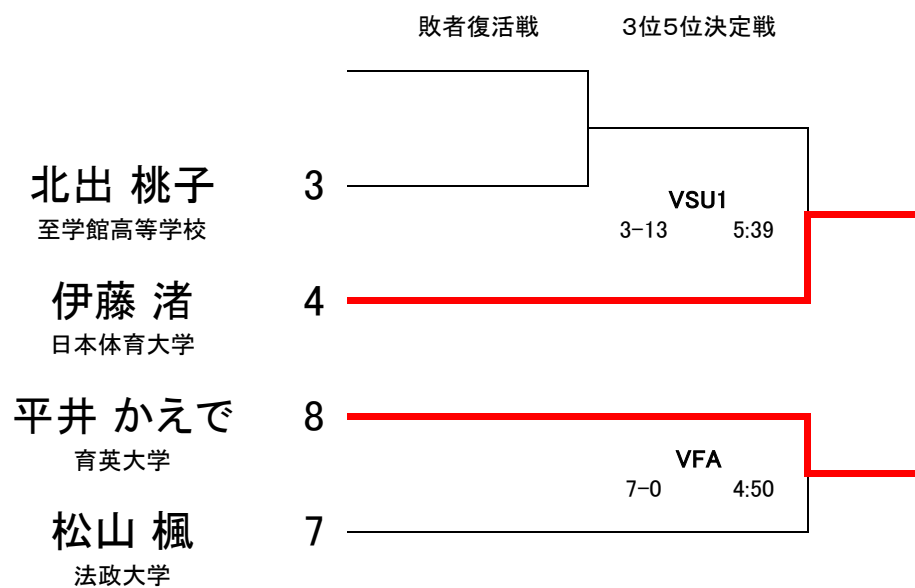 敗者復活戦 3位5位決定戦
北出 桃子 3
至学館高等学校
VSU1
3-13 5:39
伊藤 渚 4
日本体育大学
平井 かえで 8
育英大学
VFA
7-0 4:50
松山 楓 7
法政大学